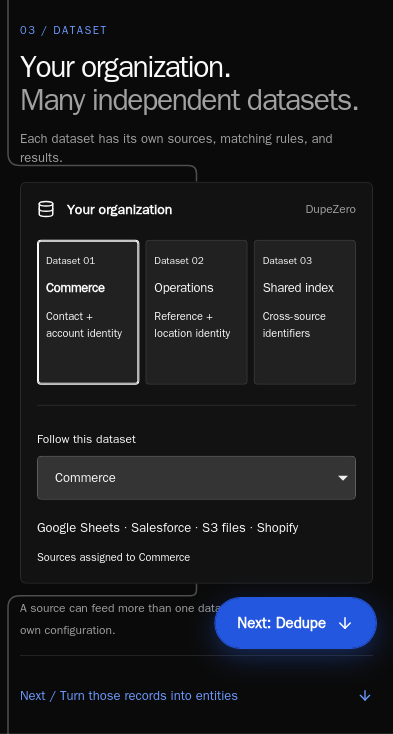 03 / DATASET
Your organization.
Many independent datasets.
Each dataset has its own sources, matching rules, and
results.
Your organization
DupeZero
Dataset 01
Commerce
Contact +
account identity
Dataset 02
Operations
Reference +
location identity
Dataset 03
Shared index
Cross-source
identifiers
Follow this dataset
Commerce
Google Sheets · Salesforce · S3 files · Shopify
Sources assigned to Commerce
A source can feed more than one
own configuration.
Next: Dedupe
Next / Turn those records into entities